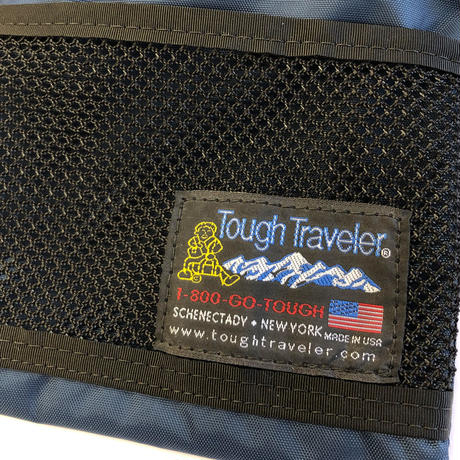 Tough Traveler®
1-800-GO-TOUGH
SCHENECTADY • NEW YORK MADE IN USA
www.toughtraveler.com